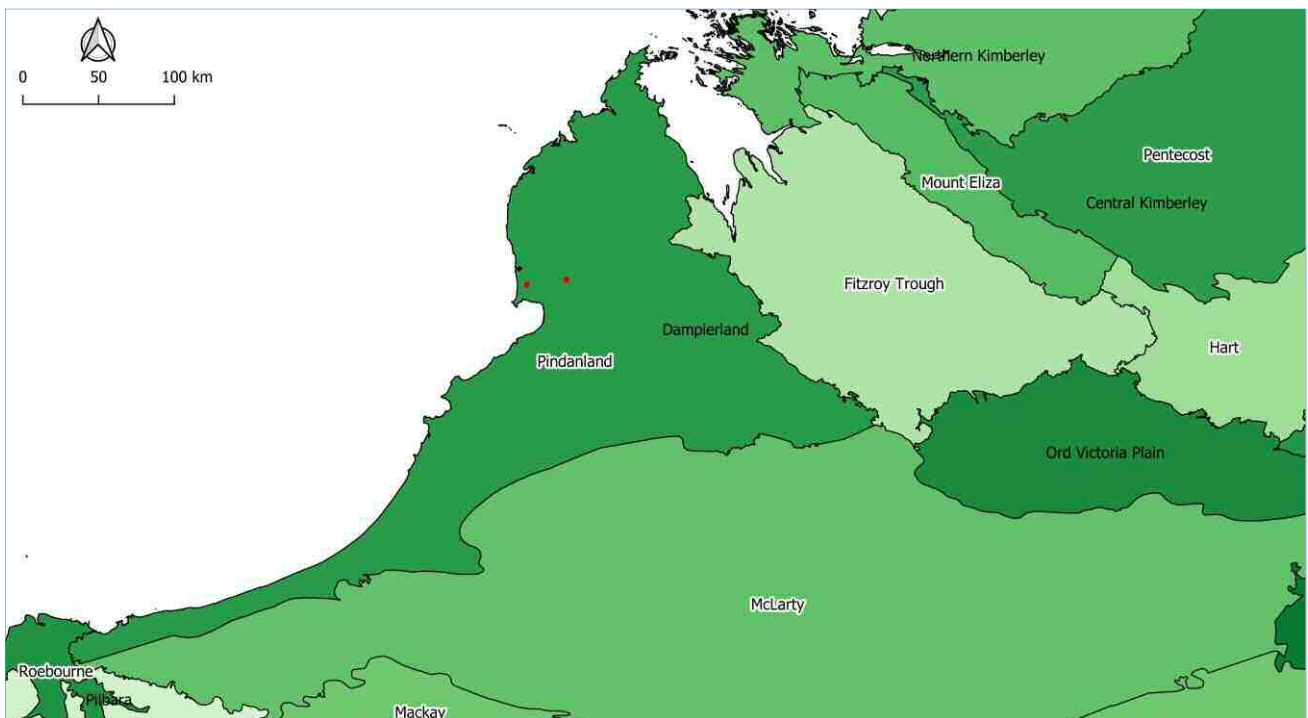 0 50 100 km
Northern Kimberley
Pentecost
Mount Eliza
Central Kimberley
Fitzroy Trough
Dampierland
Hart
Pindanland
Ord Victoria Plain
McLarty
Roebourne
Pilbara
Mackay